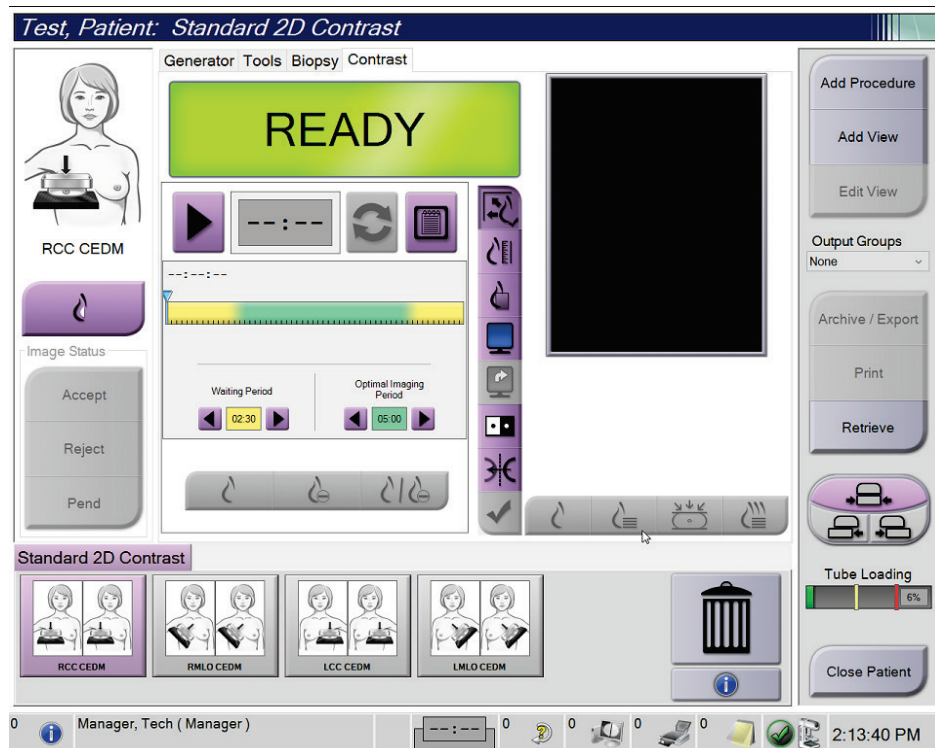 Test, Patient: Standard 2D Contrast
Generator Tools Biopsy Contrast
READY
RCC CEDM
--:--
--:--:--
Waiting Period
02:30
Optimal Imaging
Period
05:00
Image Status
Accept
Reject
Pend
Add Procedure
Add View
Edit View
Output Groups
None
Archive / Export
Print
Retrieve
Tube Loading
6%
Close Patient
Standard 2D Contrast
RCC CEDM
RMLO CEDM
LCC CEDM
LMLO CEDM
0
Manager, Tech ( Manager )
--:--
0
0
0
0
2:13:40 PM